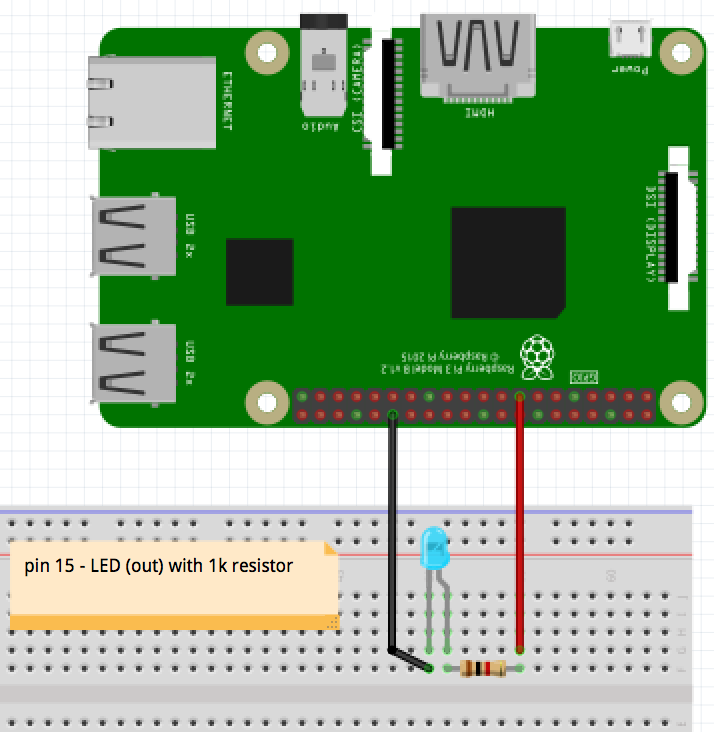 ETHERNET
Audio
CSI (CAMERA)
HDMI
Power
DSI (DISPLAY)
USB 2x
USB 2x
Raspberry Pi 3 Model B v1.2
© Raspberry Pi 2015
GPIO
pin 15 - LED (out) with 1k resistor